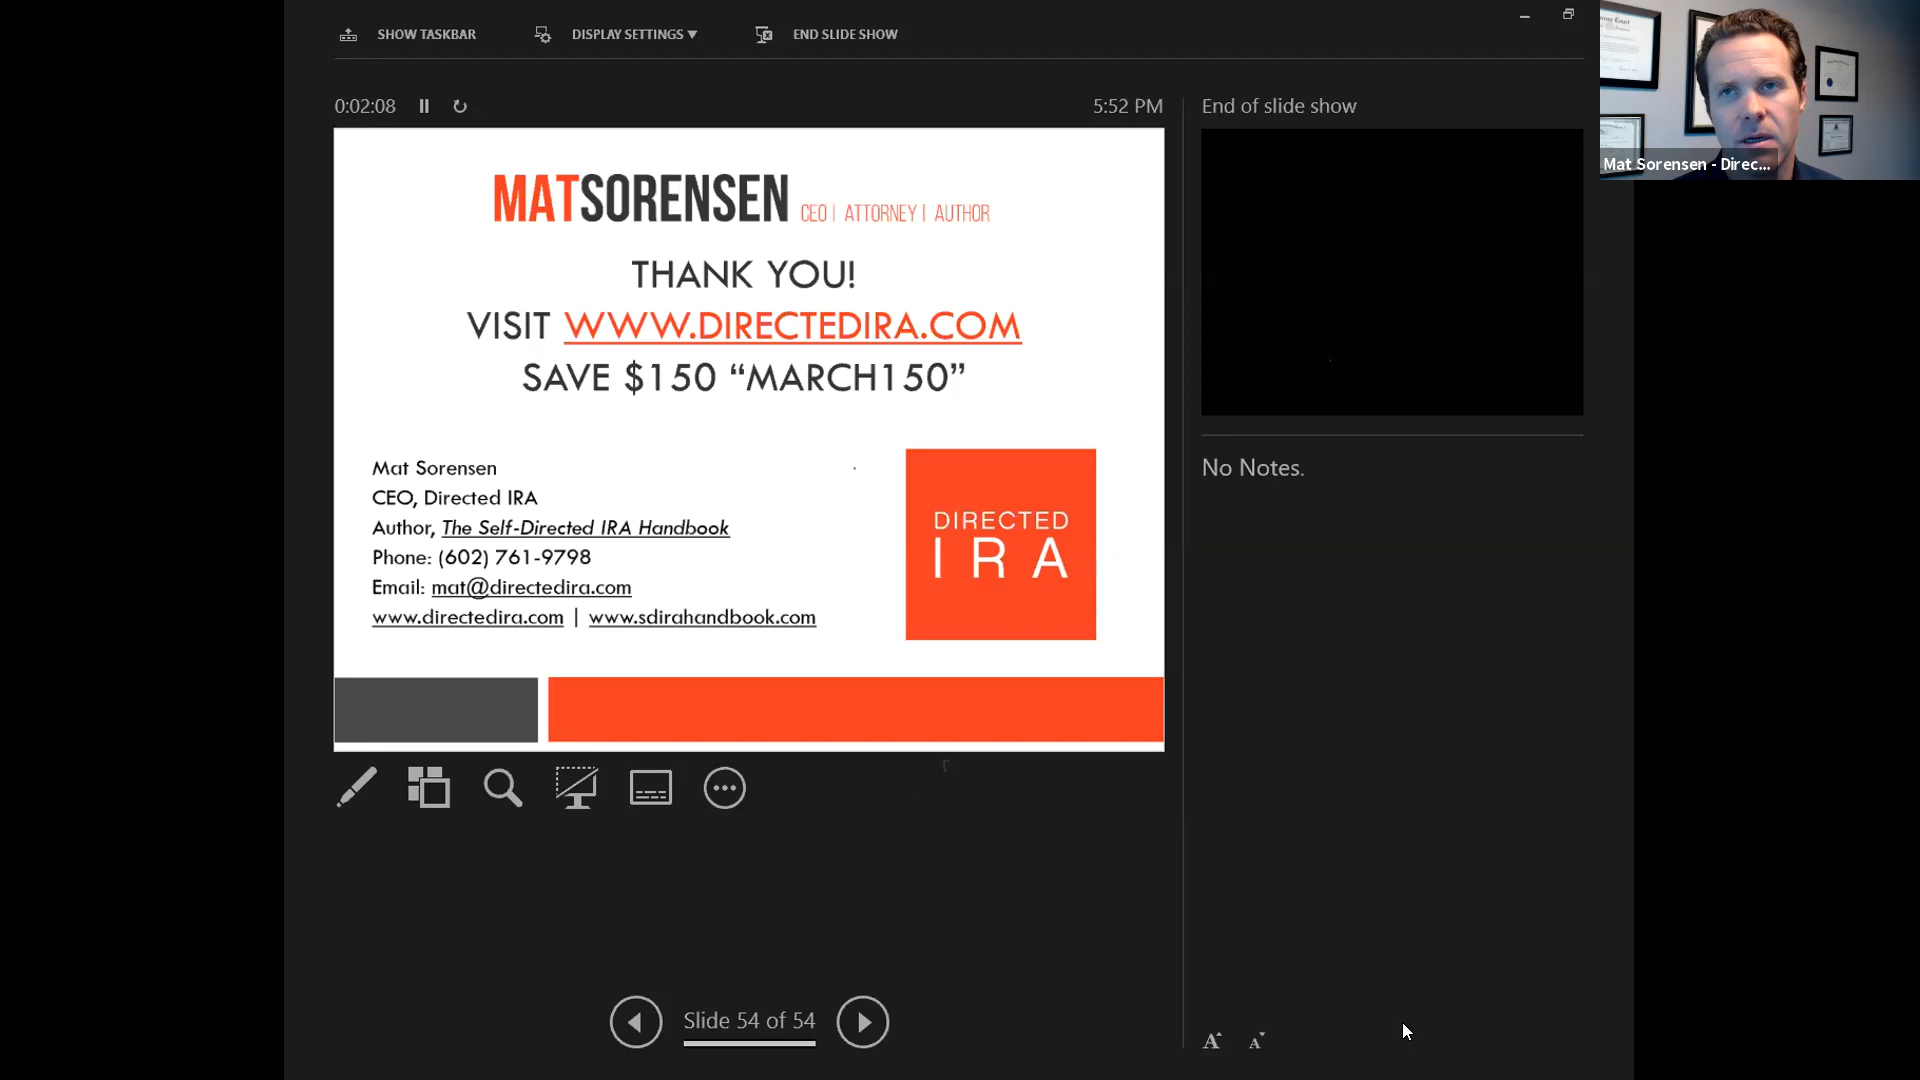 SHOW TASKBAR
DISPLAY SETTINGS ▾
END SLIDE SHOW
0:02:08
5:52 PM
End of slide show
Mat Sorensen - Direc...
MATSORENSEN CEO | ATTORNEY | AUTHOR
THANK YOU!
VISIT WWW.DIRECTEDIRA.COM
SAVE $150 “MARCH150”
Mat Sorensen
CEO, Directed IRA
Author, The Self-Directed IRA Handbook
Phone: (602) 761-9798
Email: mat@directedira.com
www.directedira.com | www.sdirahandbook.com
DIRECTED
IRA
No Notes.
Slide 54 of 54
A A